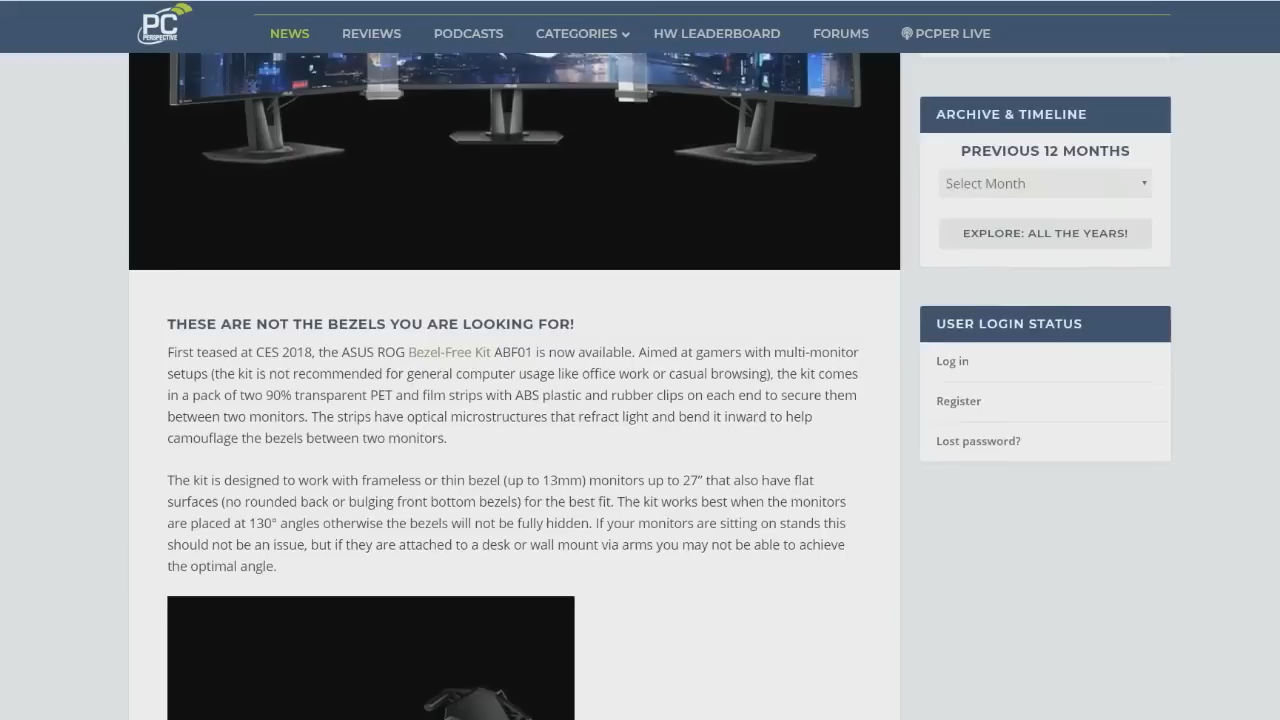 PC PERSPECTIVE
NEWS REVIEWS PODCASTS CATEGORIES HW LEADERBOARD FORUMS PCPER LIVE
THESE ARE NOT THE BEZELS YOU ARE LOOKING FOR!
First teased at CES 2018, the ASUS ROG Bezel-Free Kit ABF01 is now available. Aimed at gamers with multi-monitor
setups (the kit is not recommended for general computer usage like office work or casual browsing), the kit comes
in a pack of two 90% transparent PET and film strips with ABS plastic and rubber clips on each end to secure them
between two monitors. The strips have optical microstructures that refract light and bend it inward to help
camouflage the bezels between two monitors.
The kit is designed to work with frameless or thin bezel (up to 13mm) monitors up to 27” that also have flat
surfaces (no rounded back or bulging front bottom bezels) for the best fit. The kit works best when the monitors
are placed at 130° angles otherwise the bezels will not be fully hidden. If your monitors are sitting on stands this
should not be an issue, but if they are attached to a desk or wall mount via arms you may not be able to achieve
the optimal angle.
ARCHIVE & TIMELINE
PREVIOUS 12 MONTHS
Select Month
EXPLORE: ALL THE YEARS!
USER LOGIN STATUS
Log in
Register
Lost password?